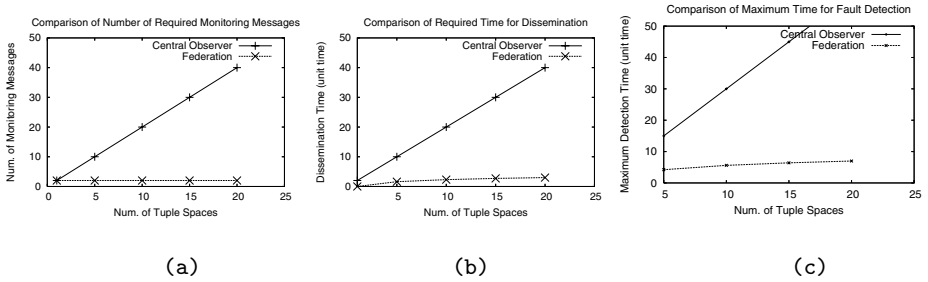 Comparison of Number of Required Monitoring Messages
Num. of Monitoring Messages
50
40
30
20
10
0
0 5 10 15 20 25
Num. of Tuple Spaces
Central Observer
Federation
(a)
Comparison of Required Time for Dissemination
Dissemination Time (unit time)
50
40
30
20
10
0
5 10 15 20 25
Num. of Tuple Spaces
Central Observer
Federation
(b)
Comparison of Maximum Time for Fault Detection
Maximum Detection Time (unit time)
50
40
30
20
10
0
5 10 15 20 25
Num. of Tuple Spaces
Central Observer
Federation
(c)